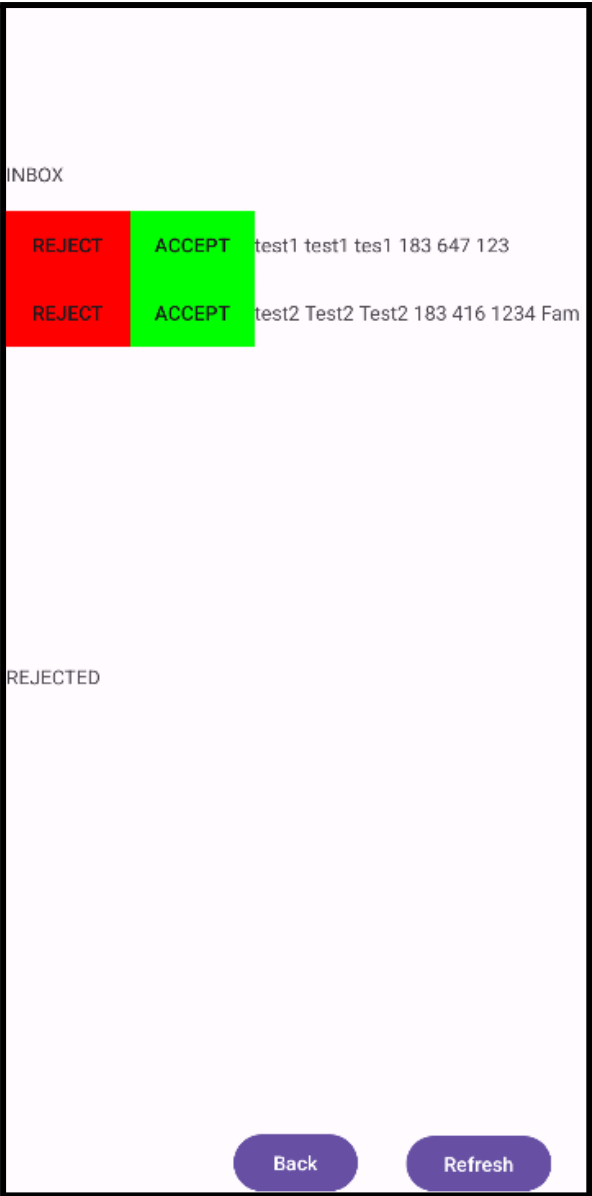 INBOX
REJECT ACCEPT test1 test1 tes1 183 647 123
REJECT ACCEPT test2 Test2 Test2 183 416 1234 Fam
REJECTED
Back Refresh